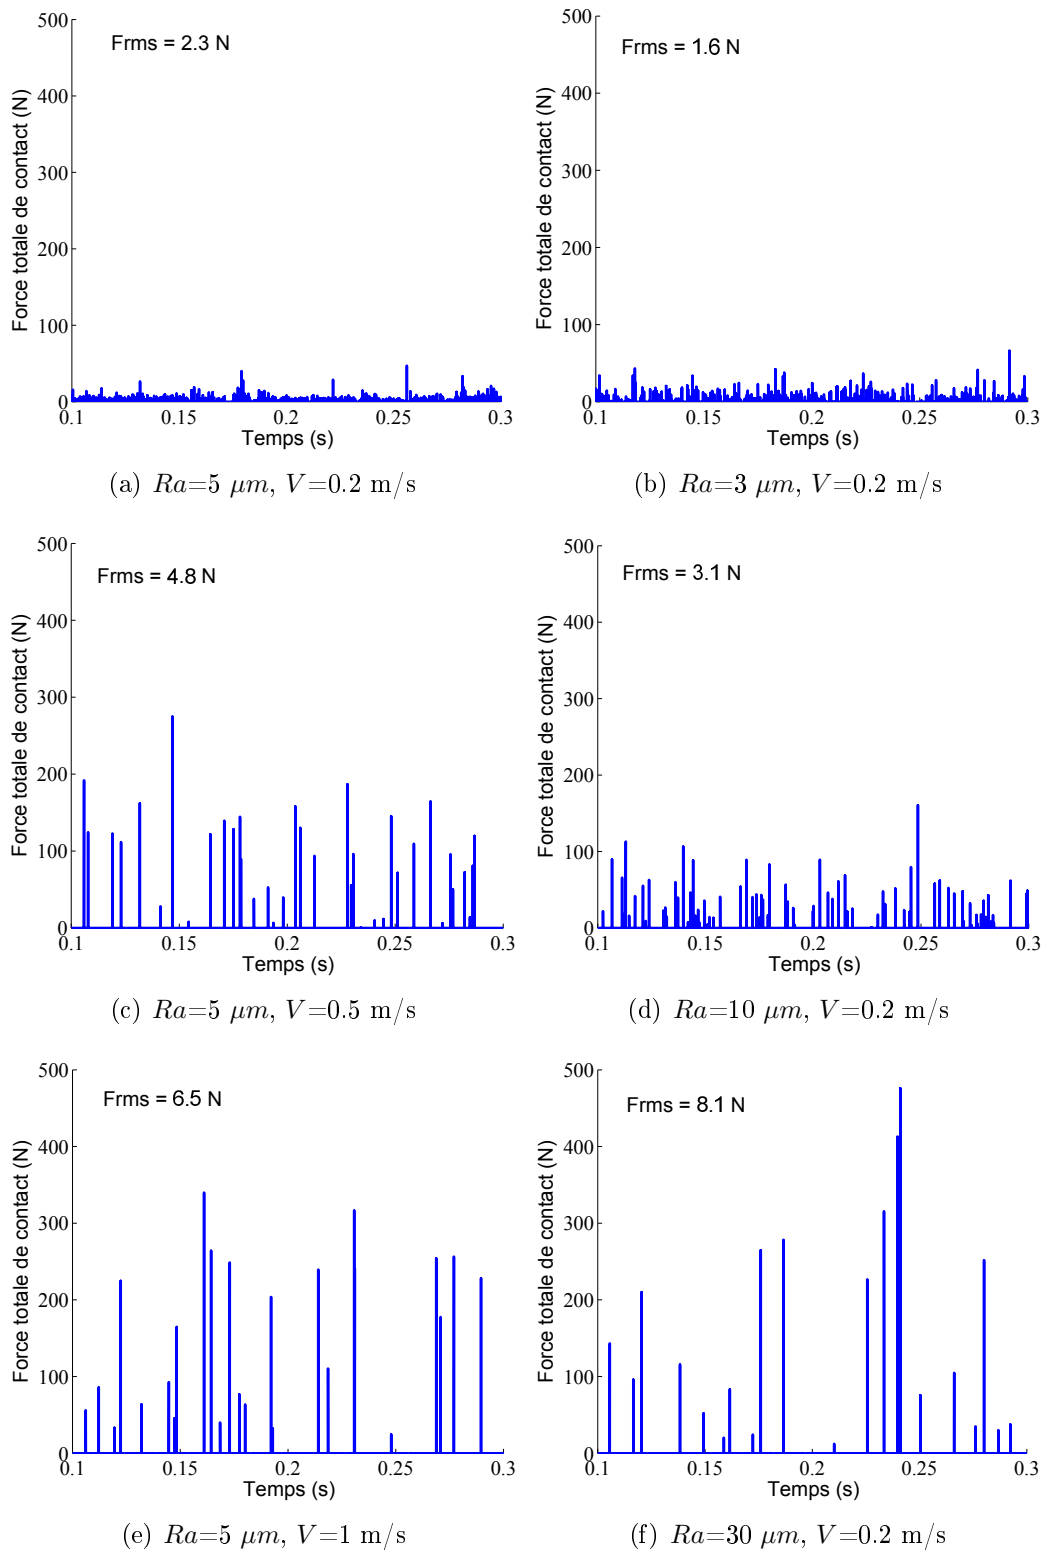 500
400
300
200
100
0
Force totale de contact (N)
Frms = 2.3 N
0.1 0.15 0.2 0.25 0.3
Temps (s)
(a) Ra=5 μm, V=0.2 m/s
500
400
300
200
100
0
Force totale de contact (N)
Frms = 1.6 N
0.1 0.15 0.2 0.25 0.3
Temps (s)
(b) Ra=3 μm, V=0.2 m/s
500
400
300
200
100
0
Force totale de contact (N)
Frms = 4.8 N
0.1 0.15 0.2 0.25 0.3
Temps (s)
(c) Ra=5 μm, V=0.5 m/s
500
400
300
200
100
0
Force totale de contact (N)
Frms = 3.1 N
0.1 0.15 0.2 0.25 0.3
Temps (s)
(d) Ra=10 μm, V=0.2 m/s
500
400
300
200
100
0
Force totale de contact (N)
Frms = 6.5 N
0.1 0.15 0.2 0.25 0.3
Temps (s)
(e) Ra=5 μm, V=1 m/s
500
400
300
200
100
0
Force totale de contact (N)
Frms = 8.1 N
0.1 0.15 0.2 0.25 0.3
Temps (s)
(f) Ra=30 μm, V=0.2 m/s